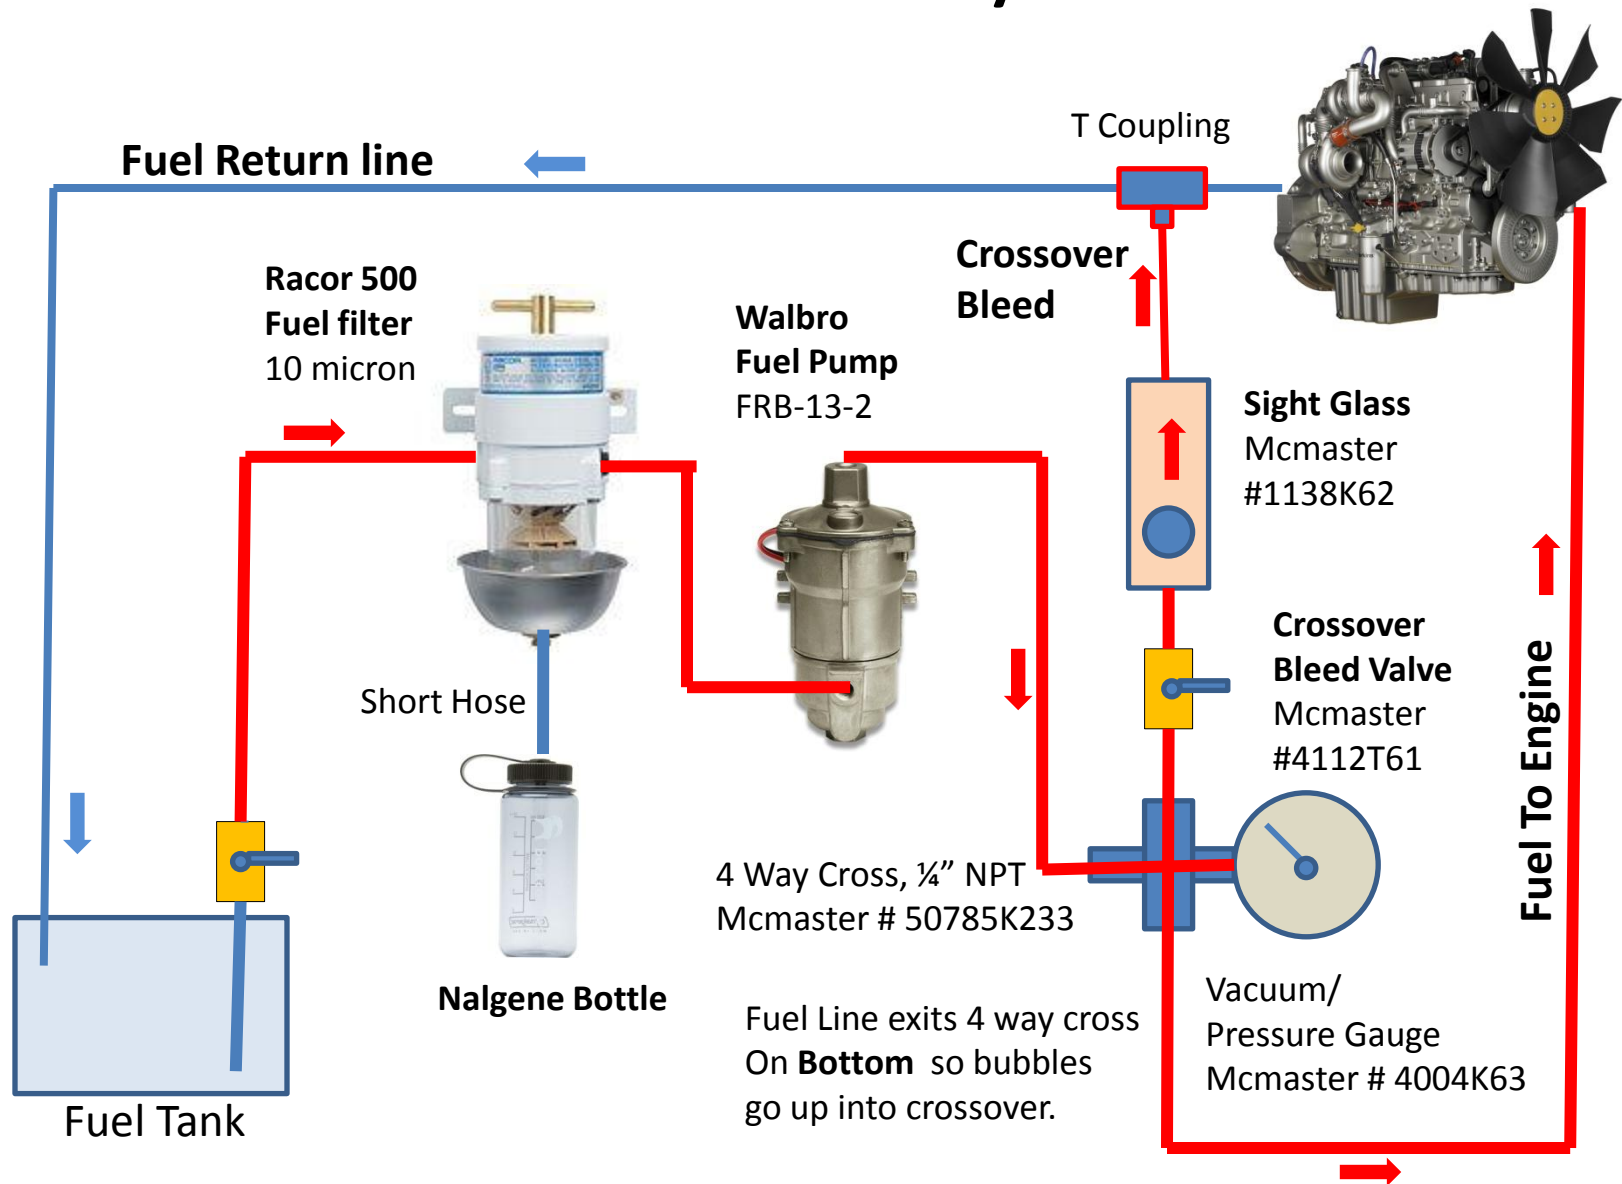 T Coupling
Fuel Return line
Crossover
Bleed
Racor 500
Fuel filter
10 micron
Walbro
Fuel Pump
FRB-13-2
Sight Glass
Mcmaster
#1138K62
Crossover
Bleed Valve
Mcmaster
#4112T61
Short Hose
Fuel To Engine
4 Way Cross, ¼” NPT
Mcmaster # 50785K233
Nalgene Bottle
Vacuum/
Pressure Gauge
Mcmaster # 4004K63
Fuel Line exits 4 way cross
On Bottom so bubbles
go up into crossover.
Fuel Tank